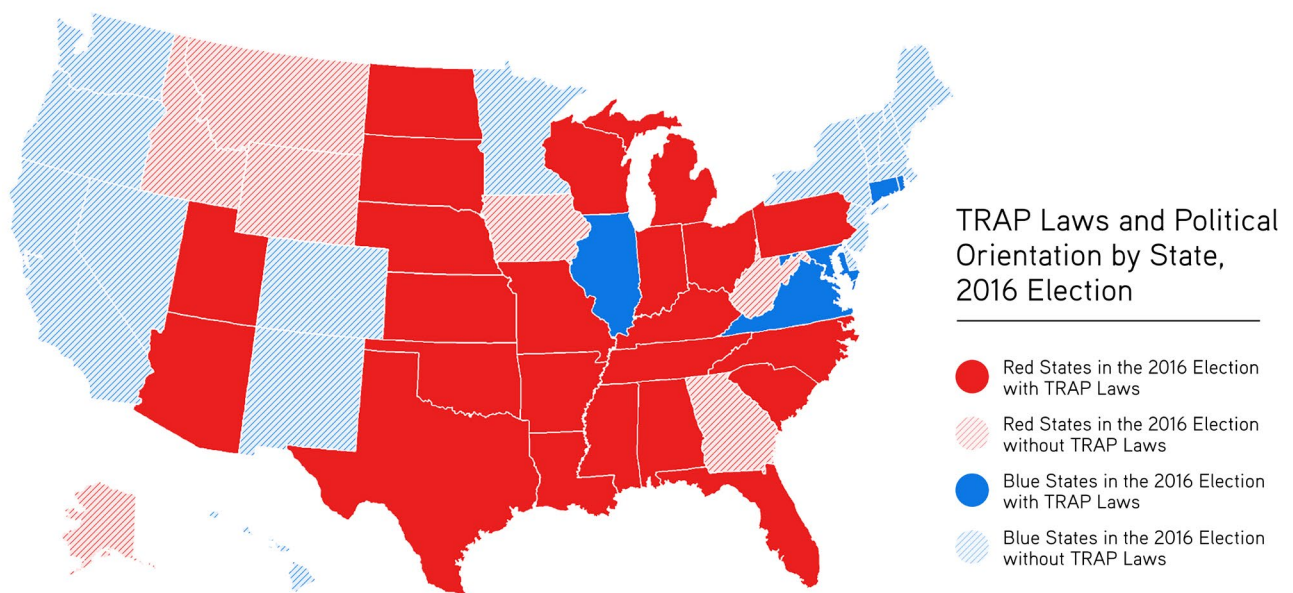 TRAP Laws and Political
Orientation by State,
2016 Election
Red States in the 2016 Election
with TRAP Laws
Red States in the 2016 Election
without TRAP Laws
Blue States in the 2016 Election
with TRAP Laws
Blue States in the 2016 Election
without TRAP Laws